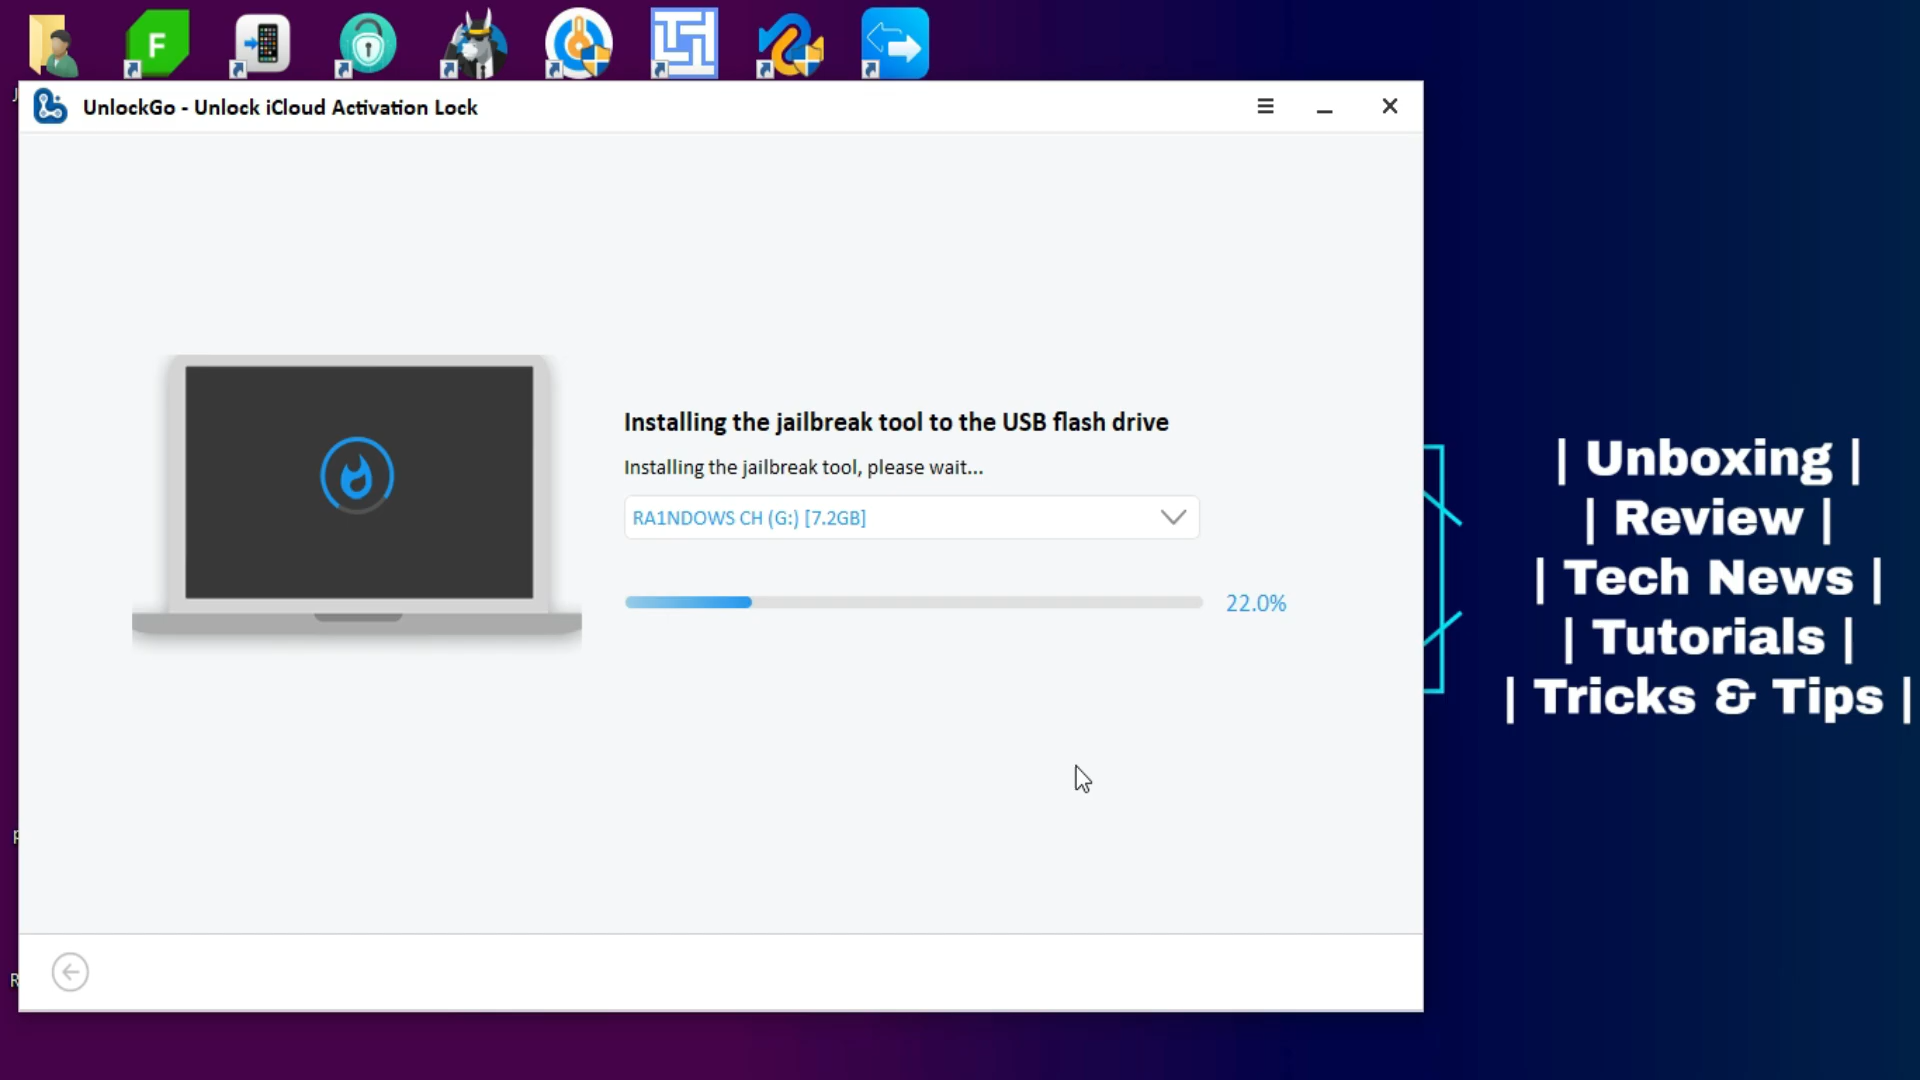 F
UnlockGo - Unlock iCloud Activation Lock
Installing the jailbreak tool to the USB flash drive
Installing the jailbreak tool, please wait...
RA1NDOWS CH (G:) [7.2GB]
22.0%
| Unboxing |
| Review |
| Tech News |
| Tutorials |
| Tricks & Tips |